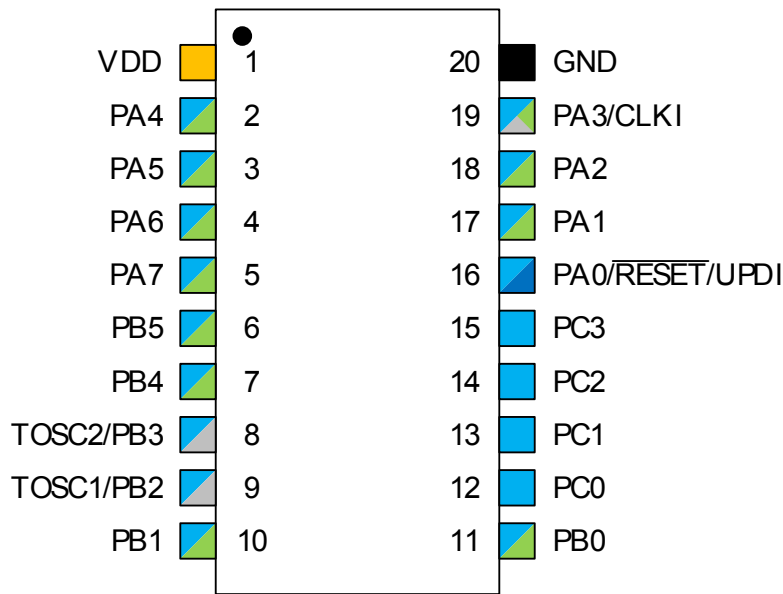 VDD 1 20 GND
PA4 2 19 PA3/CLKI
PA5 3 18 PA2
PA6 4 17 PA1
PA7 5 16 PA0/RESET/UPDI
PB5 6 15 PC3
PB4 7 14 PC2
TOSC2/PB3 8 13 PC1
TOSC1/PB2 9 12 PC0
PB1 10 11 PB0